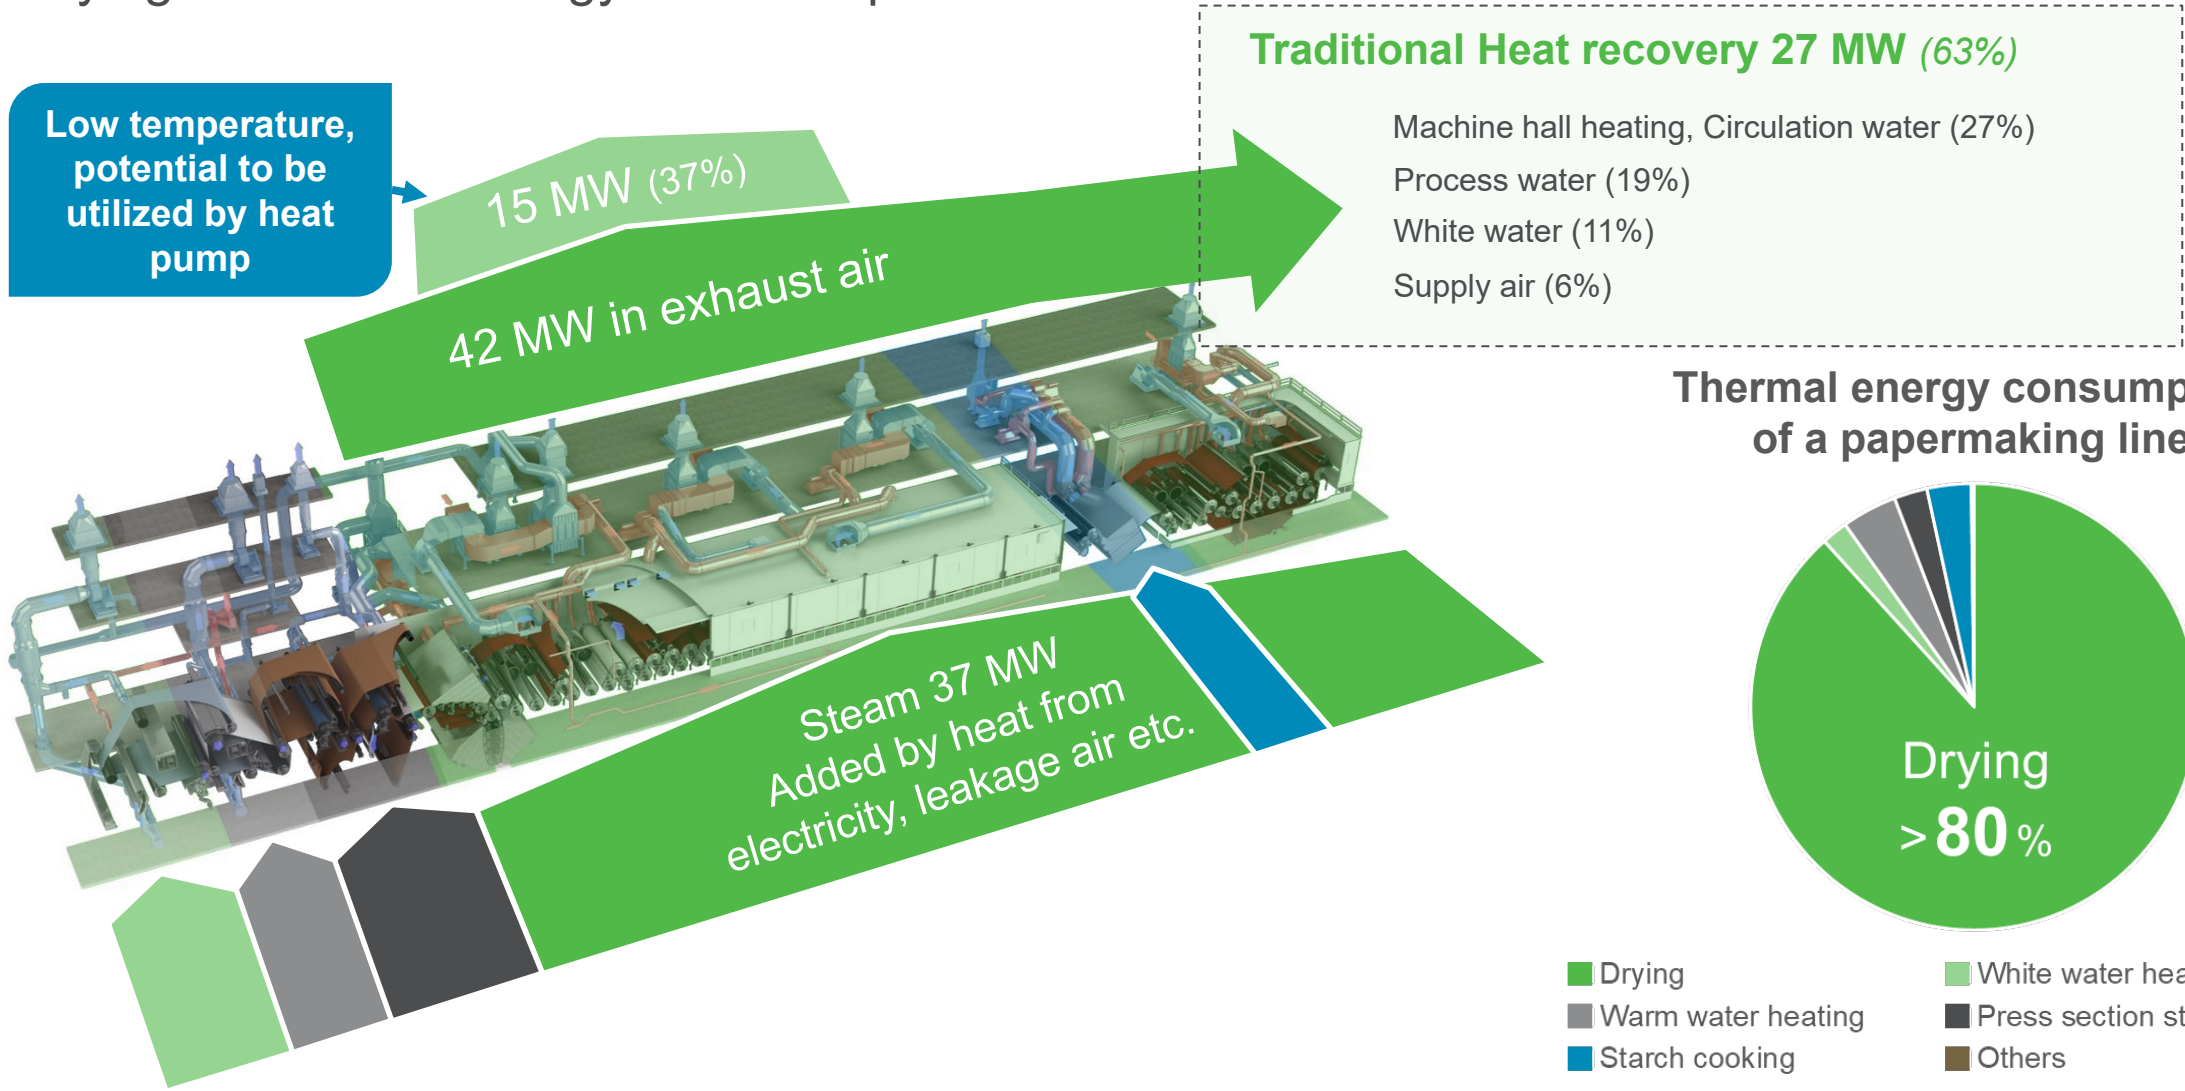 Low temperature,
potential to be
utilized by heat
pump
15 MW (37%)
42 MW in exhaust air
Traditional Heat recovery 27 MW (63%)
Machine hall heating, Circulation water (27%)
Process water (19%)
White water (11%)
Supply air (6%)
Thermal energy
of a papermaking line
Steam 37 MW
Added by heat from
electricity, leakage air etc.
Drying
>80 %
Drying
White water
Warm water heating
Press section
Starch cooking
Others